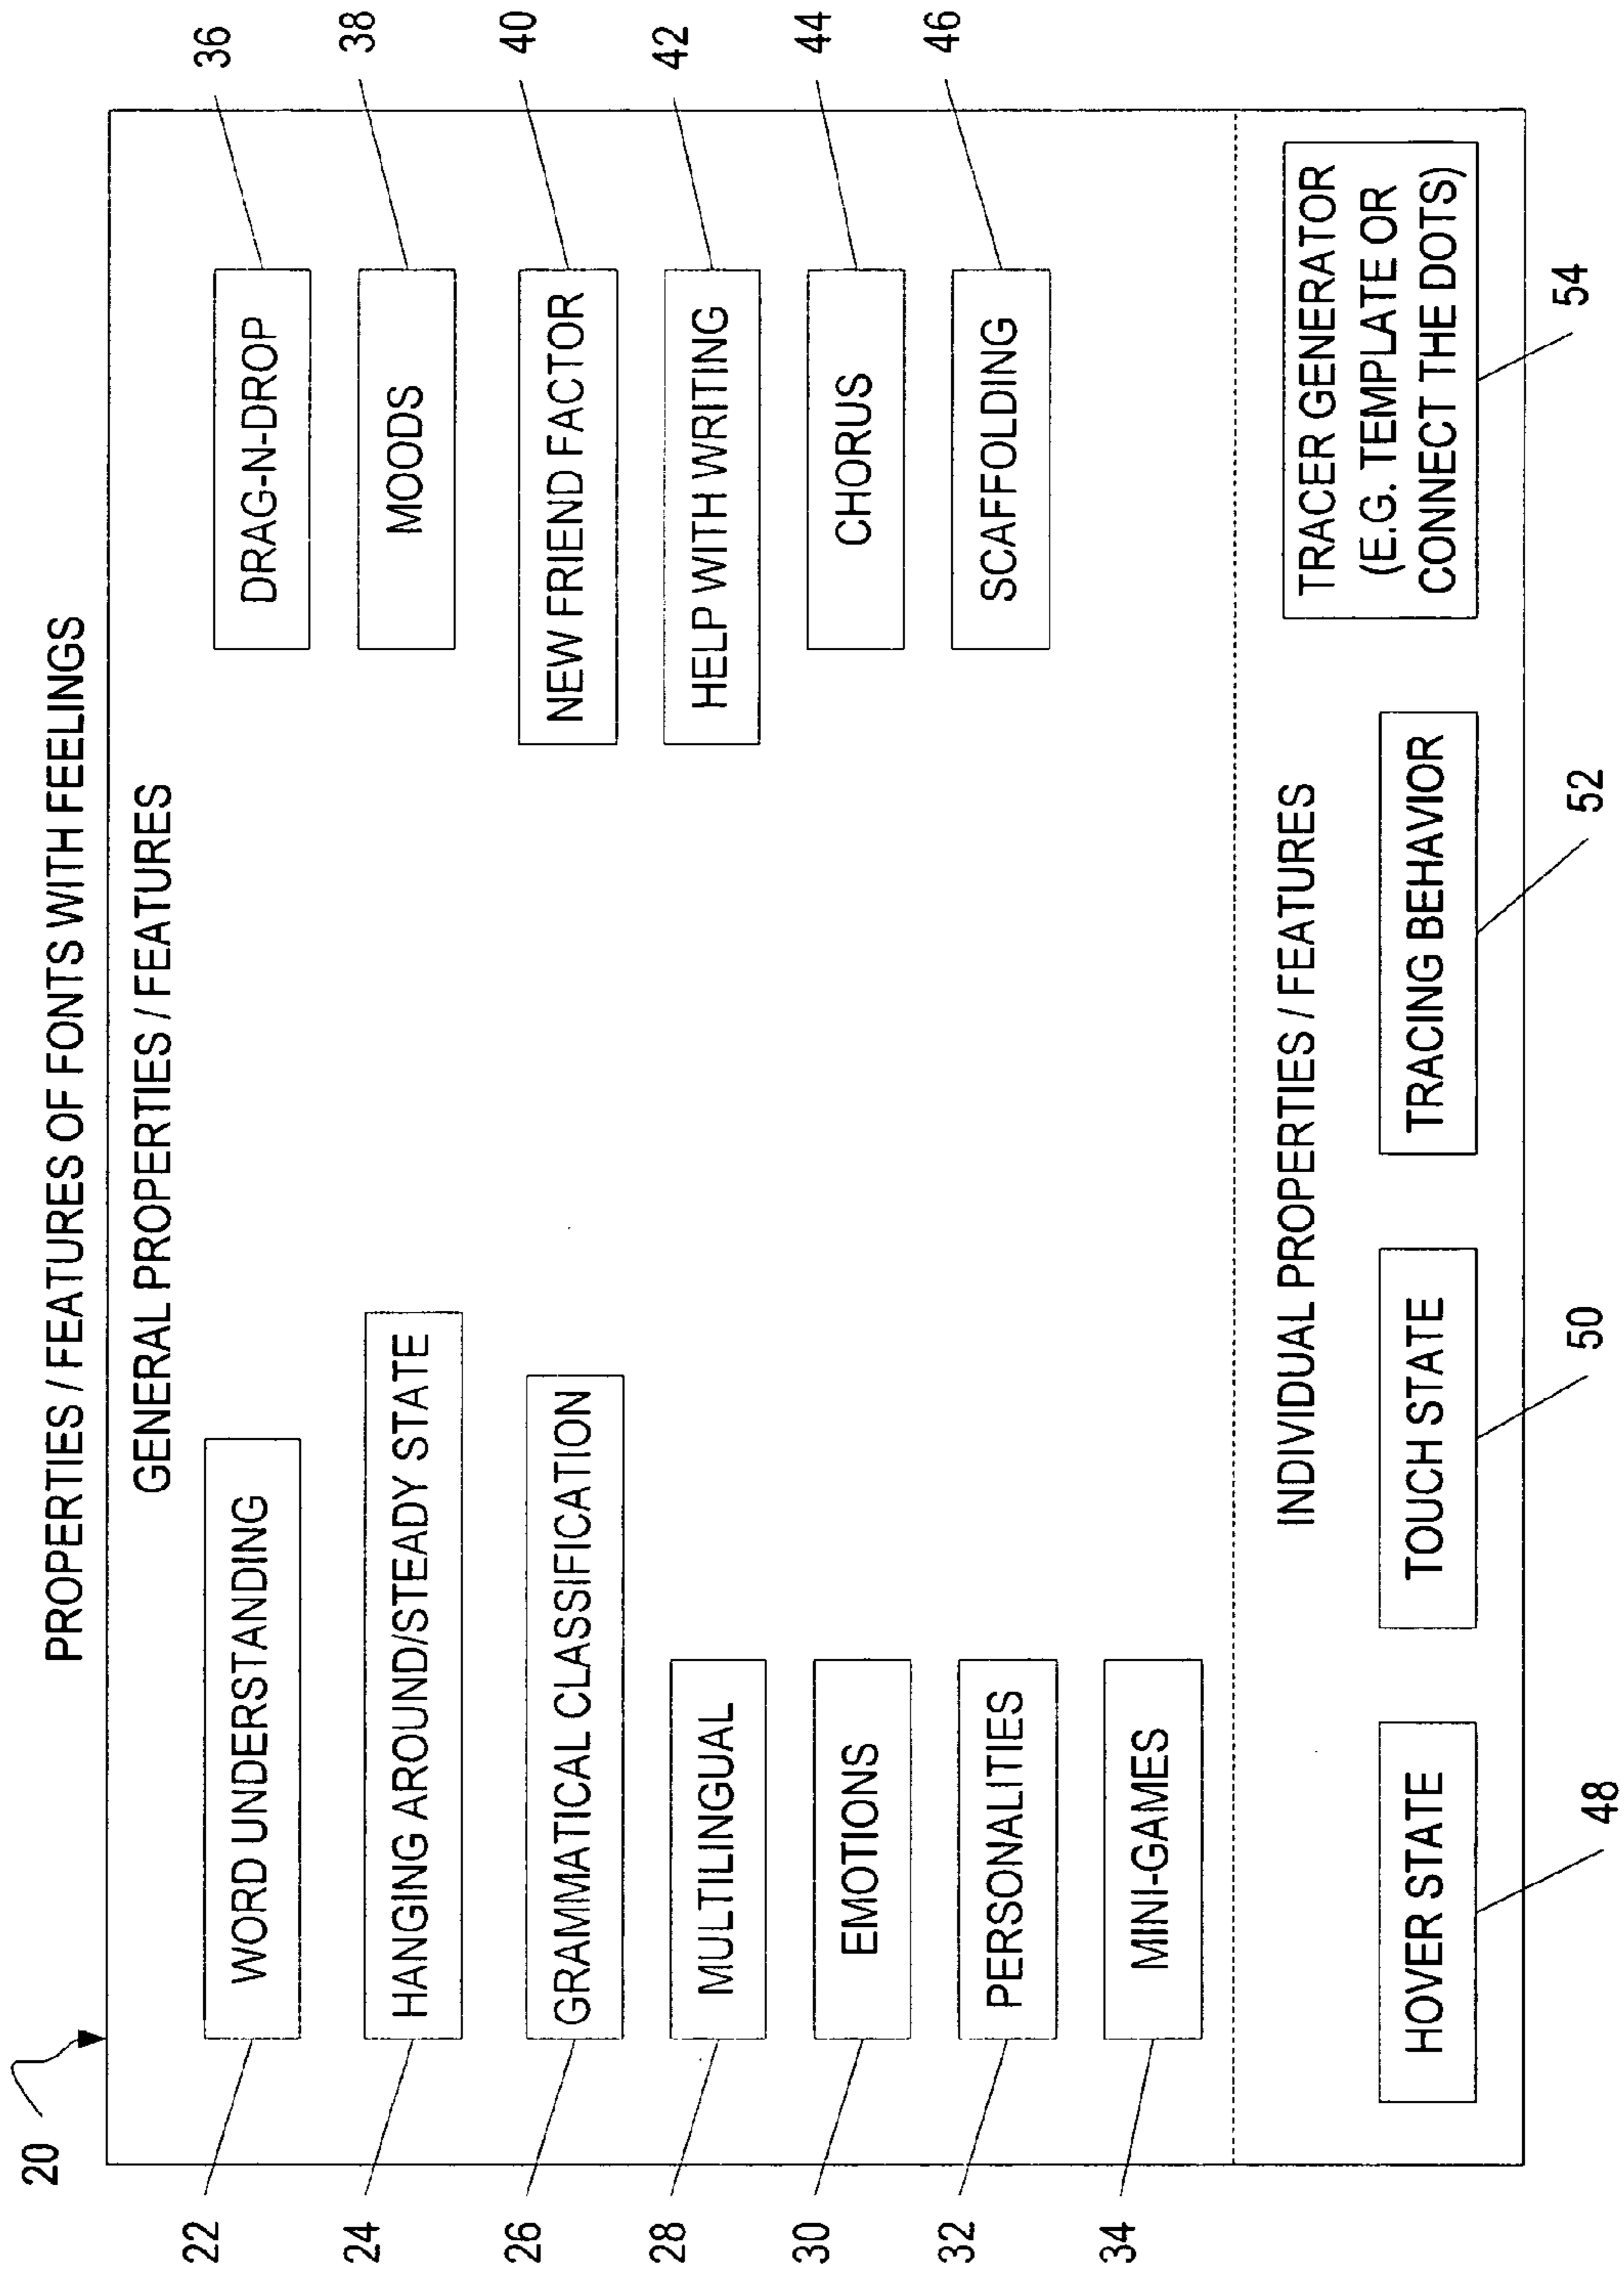 PROPERTIES / FEATURES OF FONTS WITH FEELINGS
20
GENERAL PROPERTIES / FEATURES
22
WORD UNDERSTANDING
24
HANGING AROUND/STEADY STATE
26
GRAMMATICAL CLASSIFICATION
28
MULTILINGUAL
30
EMOTIONS
32
PERSONALITIES
34
MINI-GAMES
DRAG-N-DROP
36
MOODS
38
NEW FRIEND FACTOR
40
HELP WITH WRITING
42
CHORUS
44
SCAFFOLDING
46
INDIVIDUAL PROPERTIES / FEATURES
HOVER STATE
48
TOUCH STATE
50
TRACING BEHAVIOR
52
TRACER GENERATOR
(E.G. TEMPLATE OR
CONNECT THE DOTS)
54